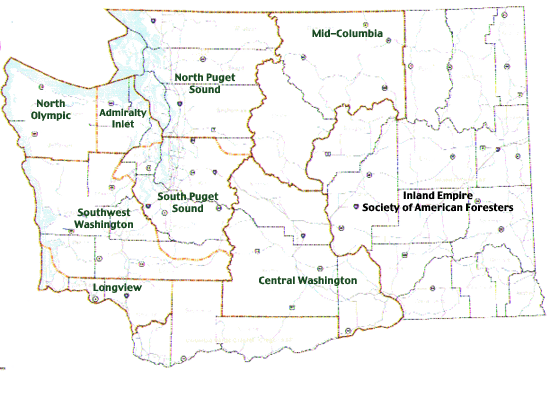 Mid-Columbia
North Puget
Sound
North
Olympic
Admiralty
Inlet
Inland Empire
Society of American Foresters
South Puget
Sound
Southwest
Washington
Central Washington
Longview